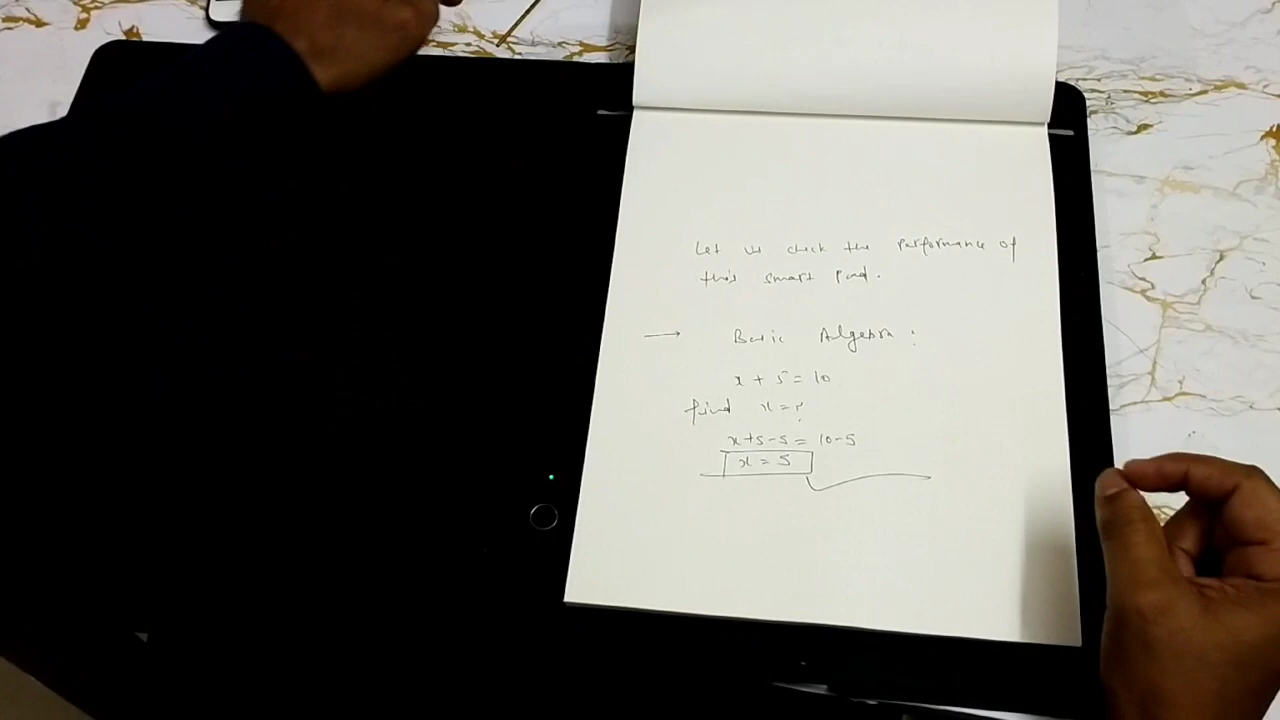 Let us check the performance of
this smart pad.
→ Basic Algebra :
x + 5 = 10
find x = ?
x+5-5 = 10-5
x = 5